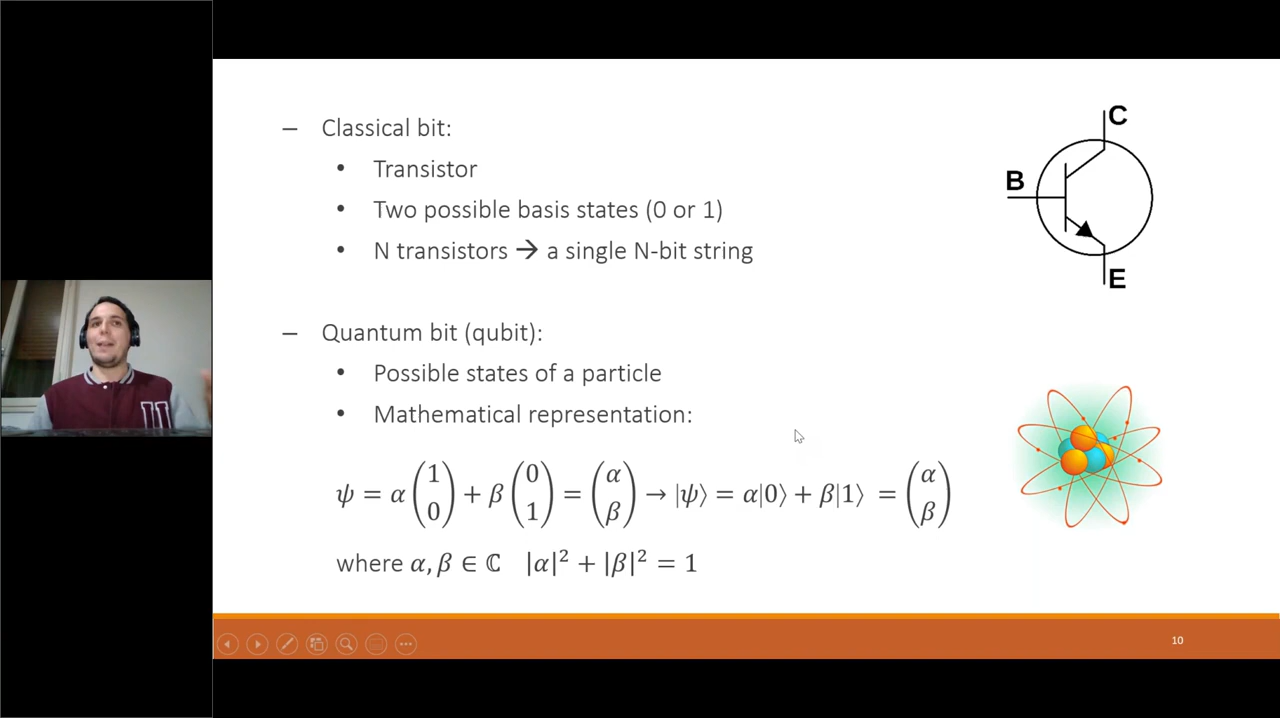 – Classical bit:
• Transistor
• Two possible basis states (0 or 1)
• N transistors → a single N-bit string
C
B
E
– Quantum bit (qubit):
• Possible states of a particle
• Mathematical representation:
ψ = α(1 0) + β(0 1) = (α β) → |ψ⟩ = α|0⟩ + β|1⟩ = (α β)
where α, β ∈ ℂ |α|² + |β|² = 1
10